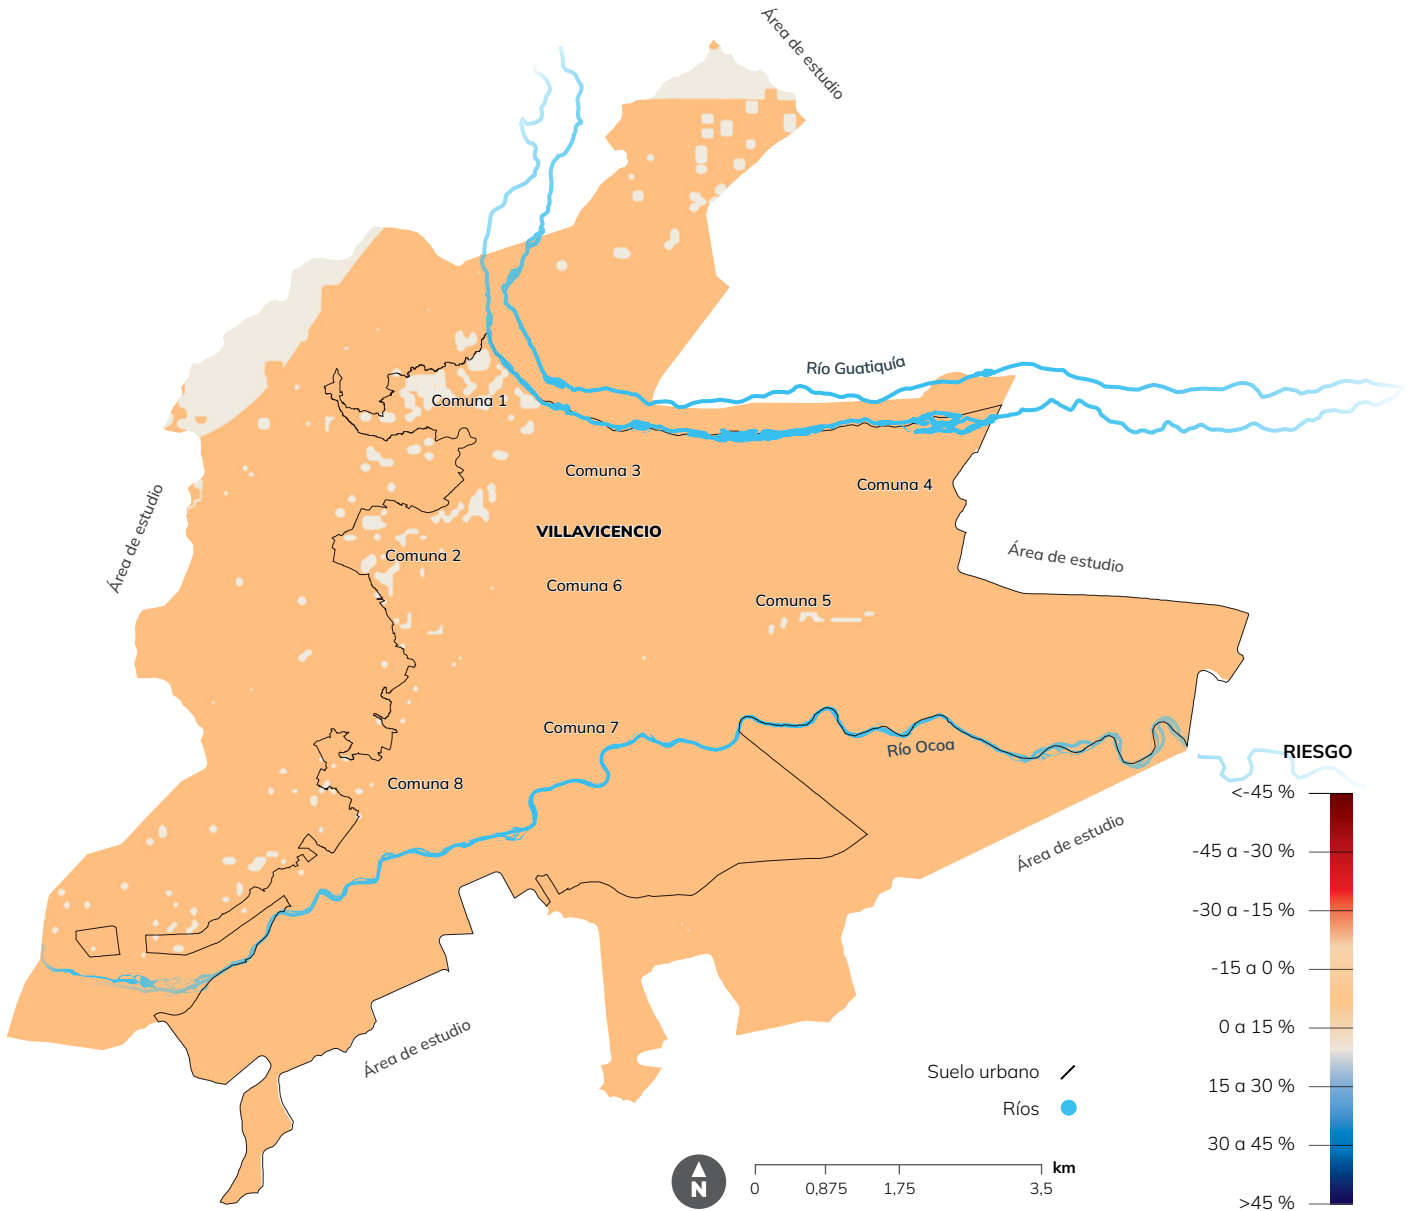 Área de estudio
Río Guatiquía
Comuna 1
Comuna 3
Comuna 4
Área de estudio
VILLAVICENCIO
Comuna 2
Área de estudio
Comuna 6
Comuna 5
Comuna 7
Río Ocoa
Comuna 8
Área de estudio
Área de estudio
RIESGO
<-45 %
-45 a -30 %
-30 a -15 %
-15 a 0 %
0 a 15 %
15 a 30 %
30 a 45 %
>45 %
Suelo urbano
Ríos
N
km
0 0,875 1,75 3,5